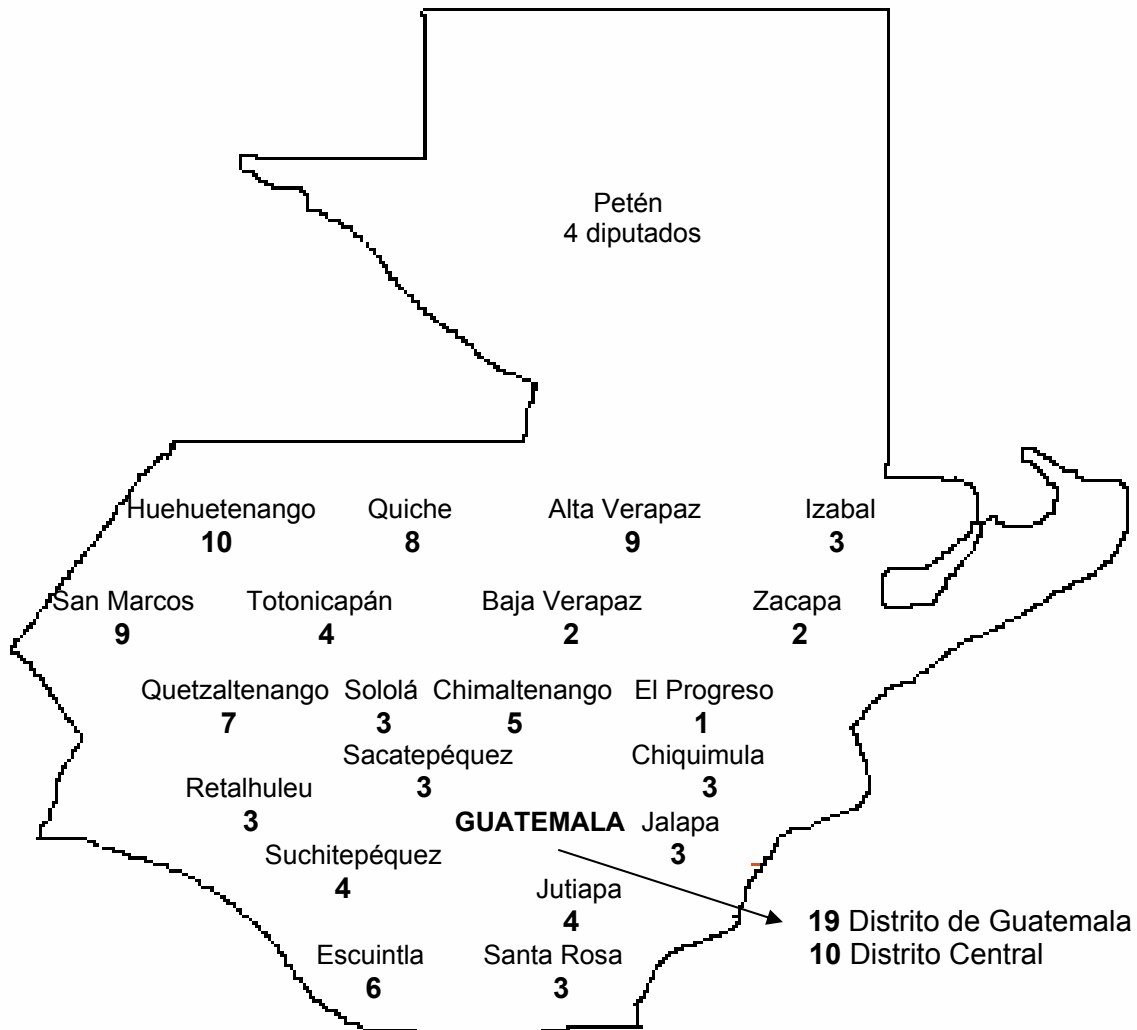 Petén
4 diputados
Huehuetenango Quiche Alta Verapaz Izabal
10 8 9 3
San Marcos Totonicapán Baja Verapaz Zacapa
9 4 2 2
Quetzaltenango Sololá Chimaltenango El Progreso
7 3 5 1
Sacatepéquez Chiquimula
3 3
Retalhuleu
3
GUATEMALA Jalapa
3
Suchitepéquez
4
Jutiapa
4
19 Distrito de Guatemala
10 Distrito Central
Escuintla Santa Rosa
6 3